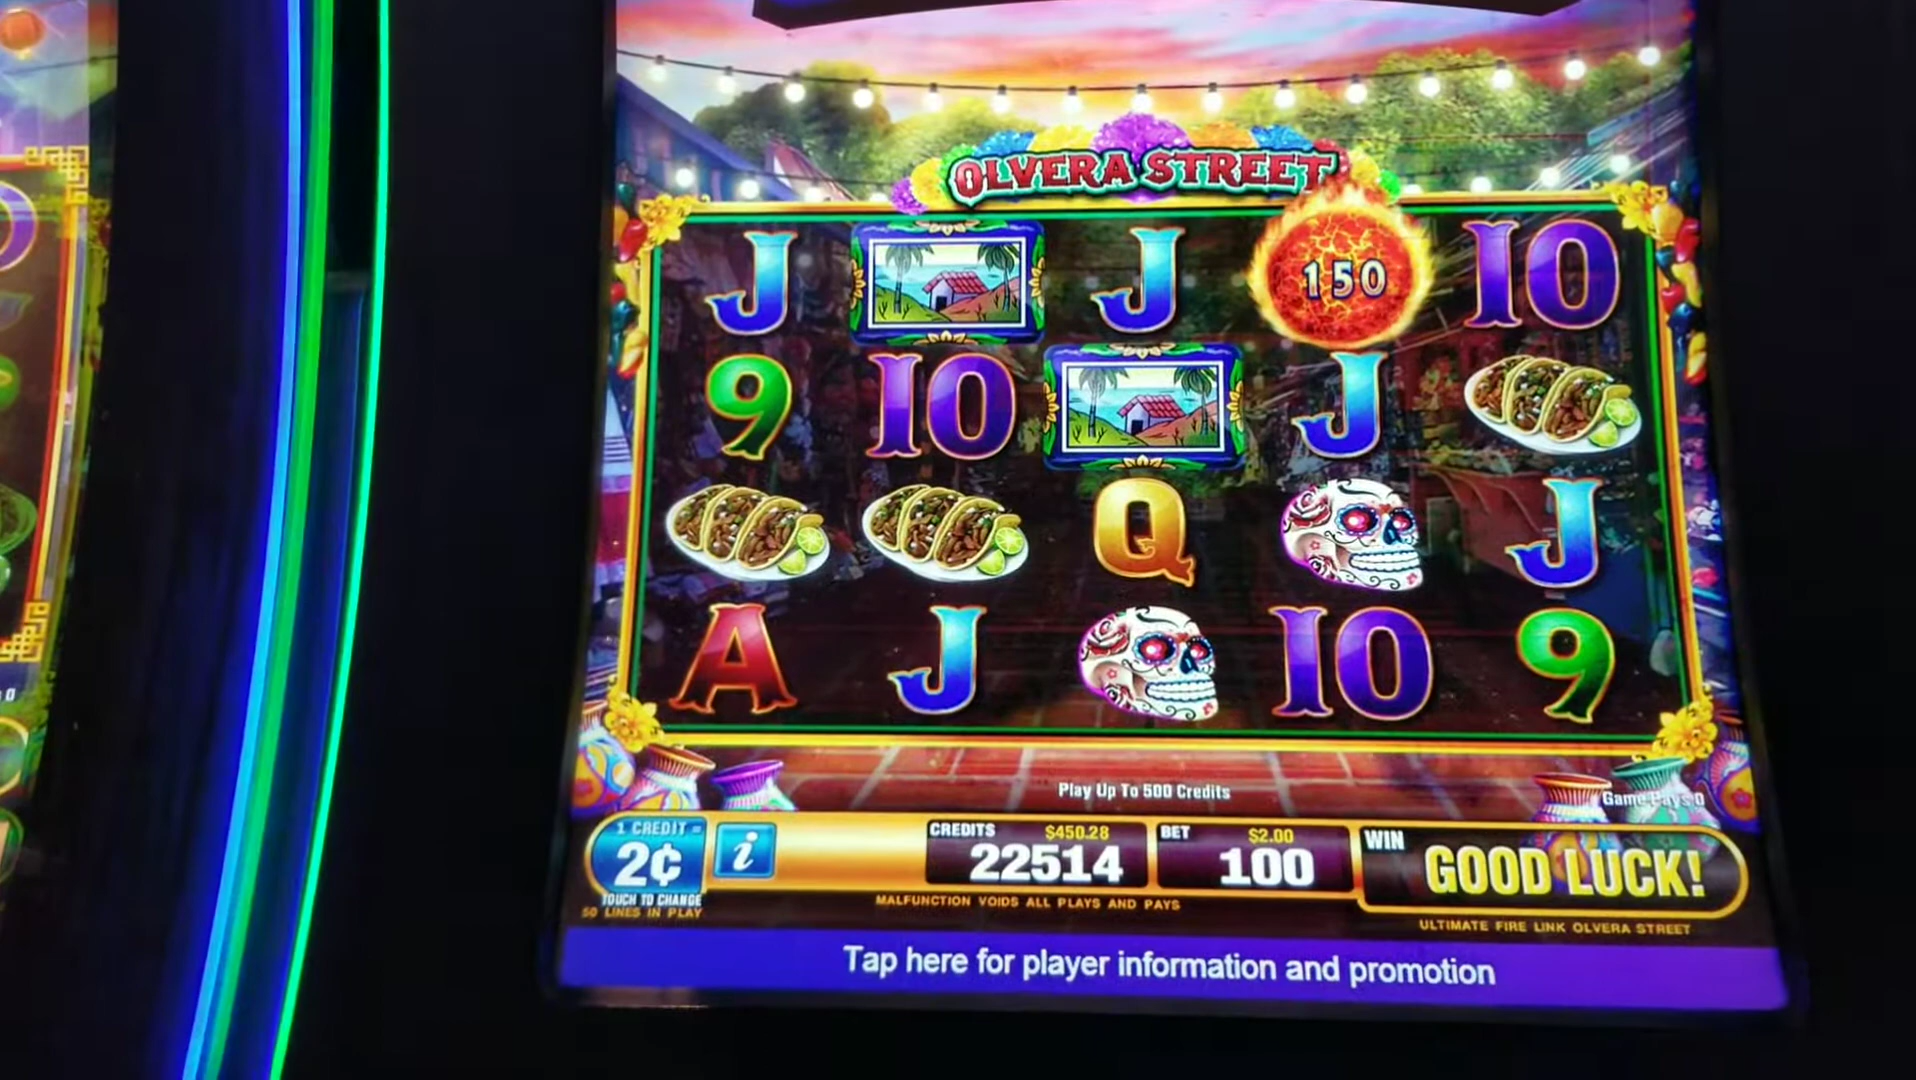 OLVERA STREET
J J 150 10
9 10 J
Q J
A J 10 9
Play Up To 500 Credits
Game Pays 0
1 CREDIT =
2¢
TOUCH TO CHANGE
50 LINES IN PLAY
i
CREDITS $450.28
22514
BET $2.00
100
WIN
GOOD LUCK!
MALFUNCTION VOIDS ALL PLAYS AND PAYS
ULTIMATE FIRE LINK OLVERA STREET
Tap here for player information and promotion